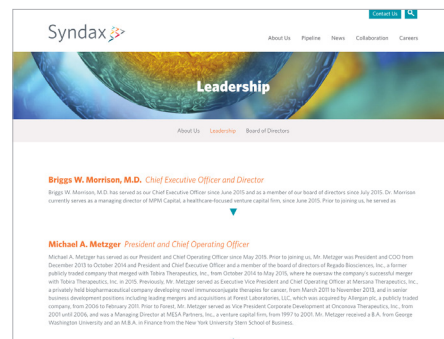 Contact Us
Syndax
About Us Pipeline News Collaboration Careers
Leadership
About Us Leadership Board of Directors
Briggs W. Morrison, M.D. Chief Executive Officer and Director
Briggs W. Morrison, M.D. has served as our Chief Executive Officer since June 2015 and as a member of our board of directors since July 2015. Dr. Morrison
currently serves as a managing director of MPM Capital, a healthcare-focused venture capital firm, since June 2015. Prior to joining us, he served as
Michael A. Metzger President and Chief Operating Officer
Michael A. Metzger has served as our President and Chief Operating Officer since May 2015. Prior to joining us, Mr. Metzger was President and COO from
December 2013 to October 2014 and President and Chief Executive Officer and a member of the board of directors of Regado Biosciences, Inc., a former
publicly traded company that merged with Tobira Therapeutics, Inc., from October 2014 to May 2015, where he oversaw the company's successful merger
with Tobira Therapeutics, Inc. in 2015. Previously, Mr. Metzger served as Executive Vice President and Chief Operating Officer at Mersana Therapeutics, Inc.,
a privately held biopharmaceutical company developing novel immunoconjugate therapies for cancer, from March 2011 to November 2013, and in senior
business development positions including leading mergers and acquisitions at Forest Laboratories, LLC, which was acquired by Allergan plc, a publicly traded
company, from 2006 to February 2011. Prior to Forest, Mr. Metzger served as Vice President Corporate Development at Onconova Therapeutics, Inc., from
2001 until 2006, and was a Managing Director at MESA Partners, Inc., a venture capital firm, from 1997 to 2001. Mr. Metzger received a B.A. from George
Washington University and an M.B.A. in Finance from the New York University Stern School of Business.